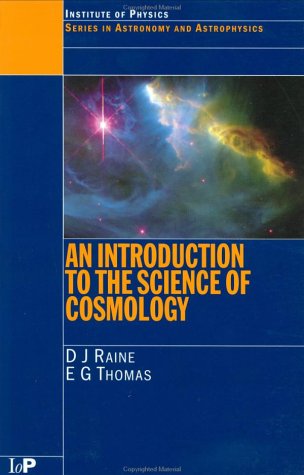 INSTITUTE OF PHYSICS
SERIES IN ASTRONOMY AND ASTROPHYSICS
AN INTRODUCTION
TO THE SCIENCE OF
COSMOLOGY
D J RAINE
E G THOMAS
IoP